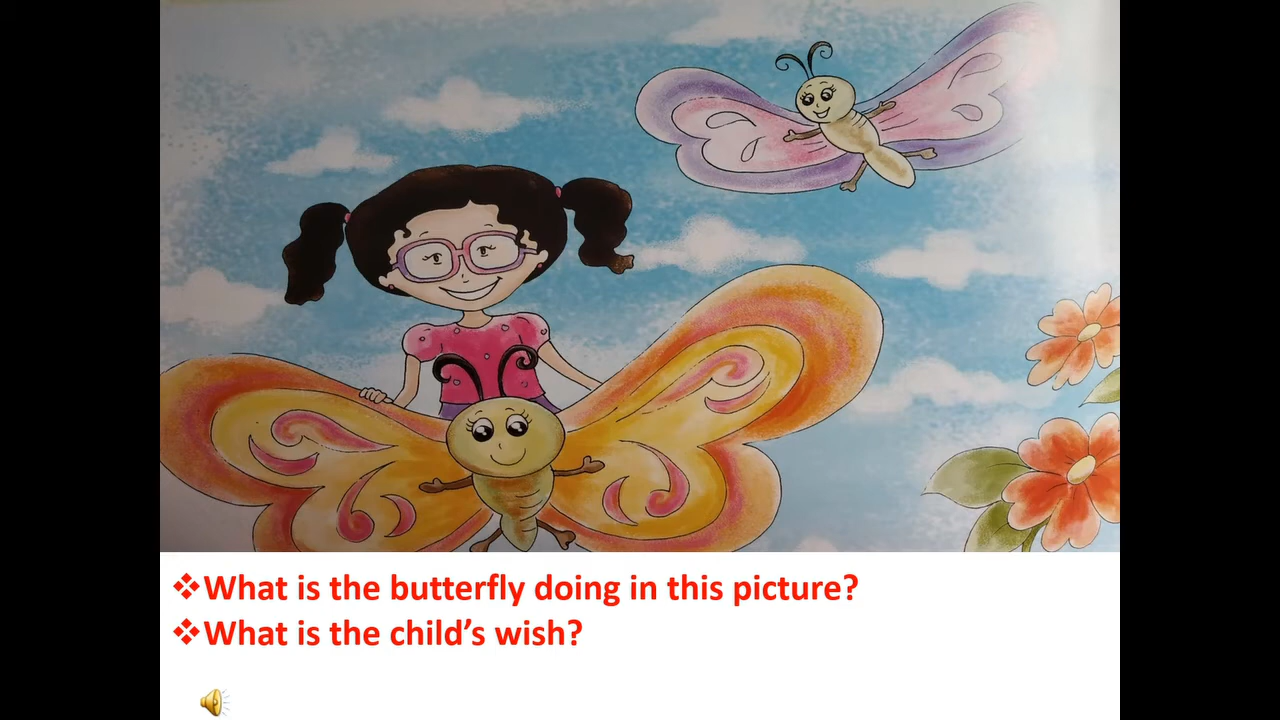 ❖What is the butterfly doing in this picture?
❖What is the child’s wish?